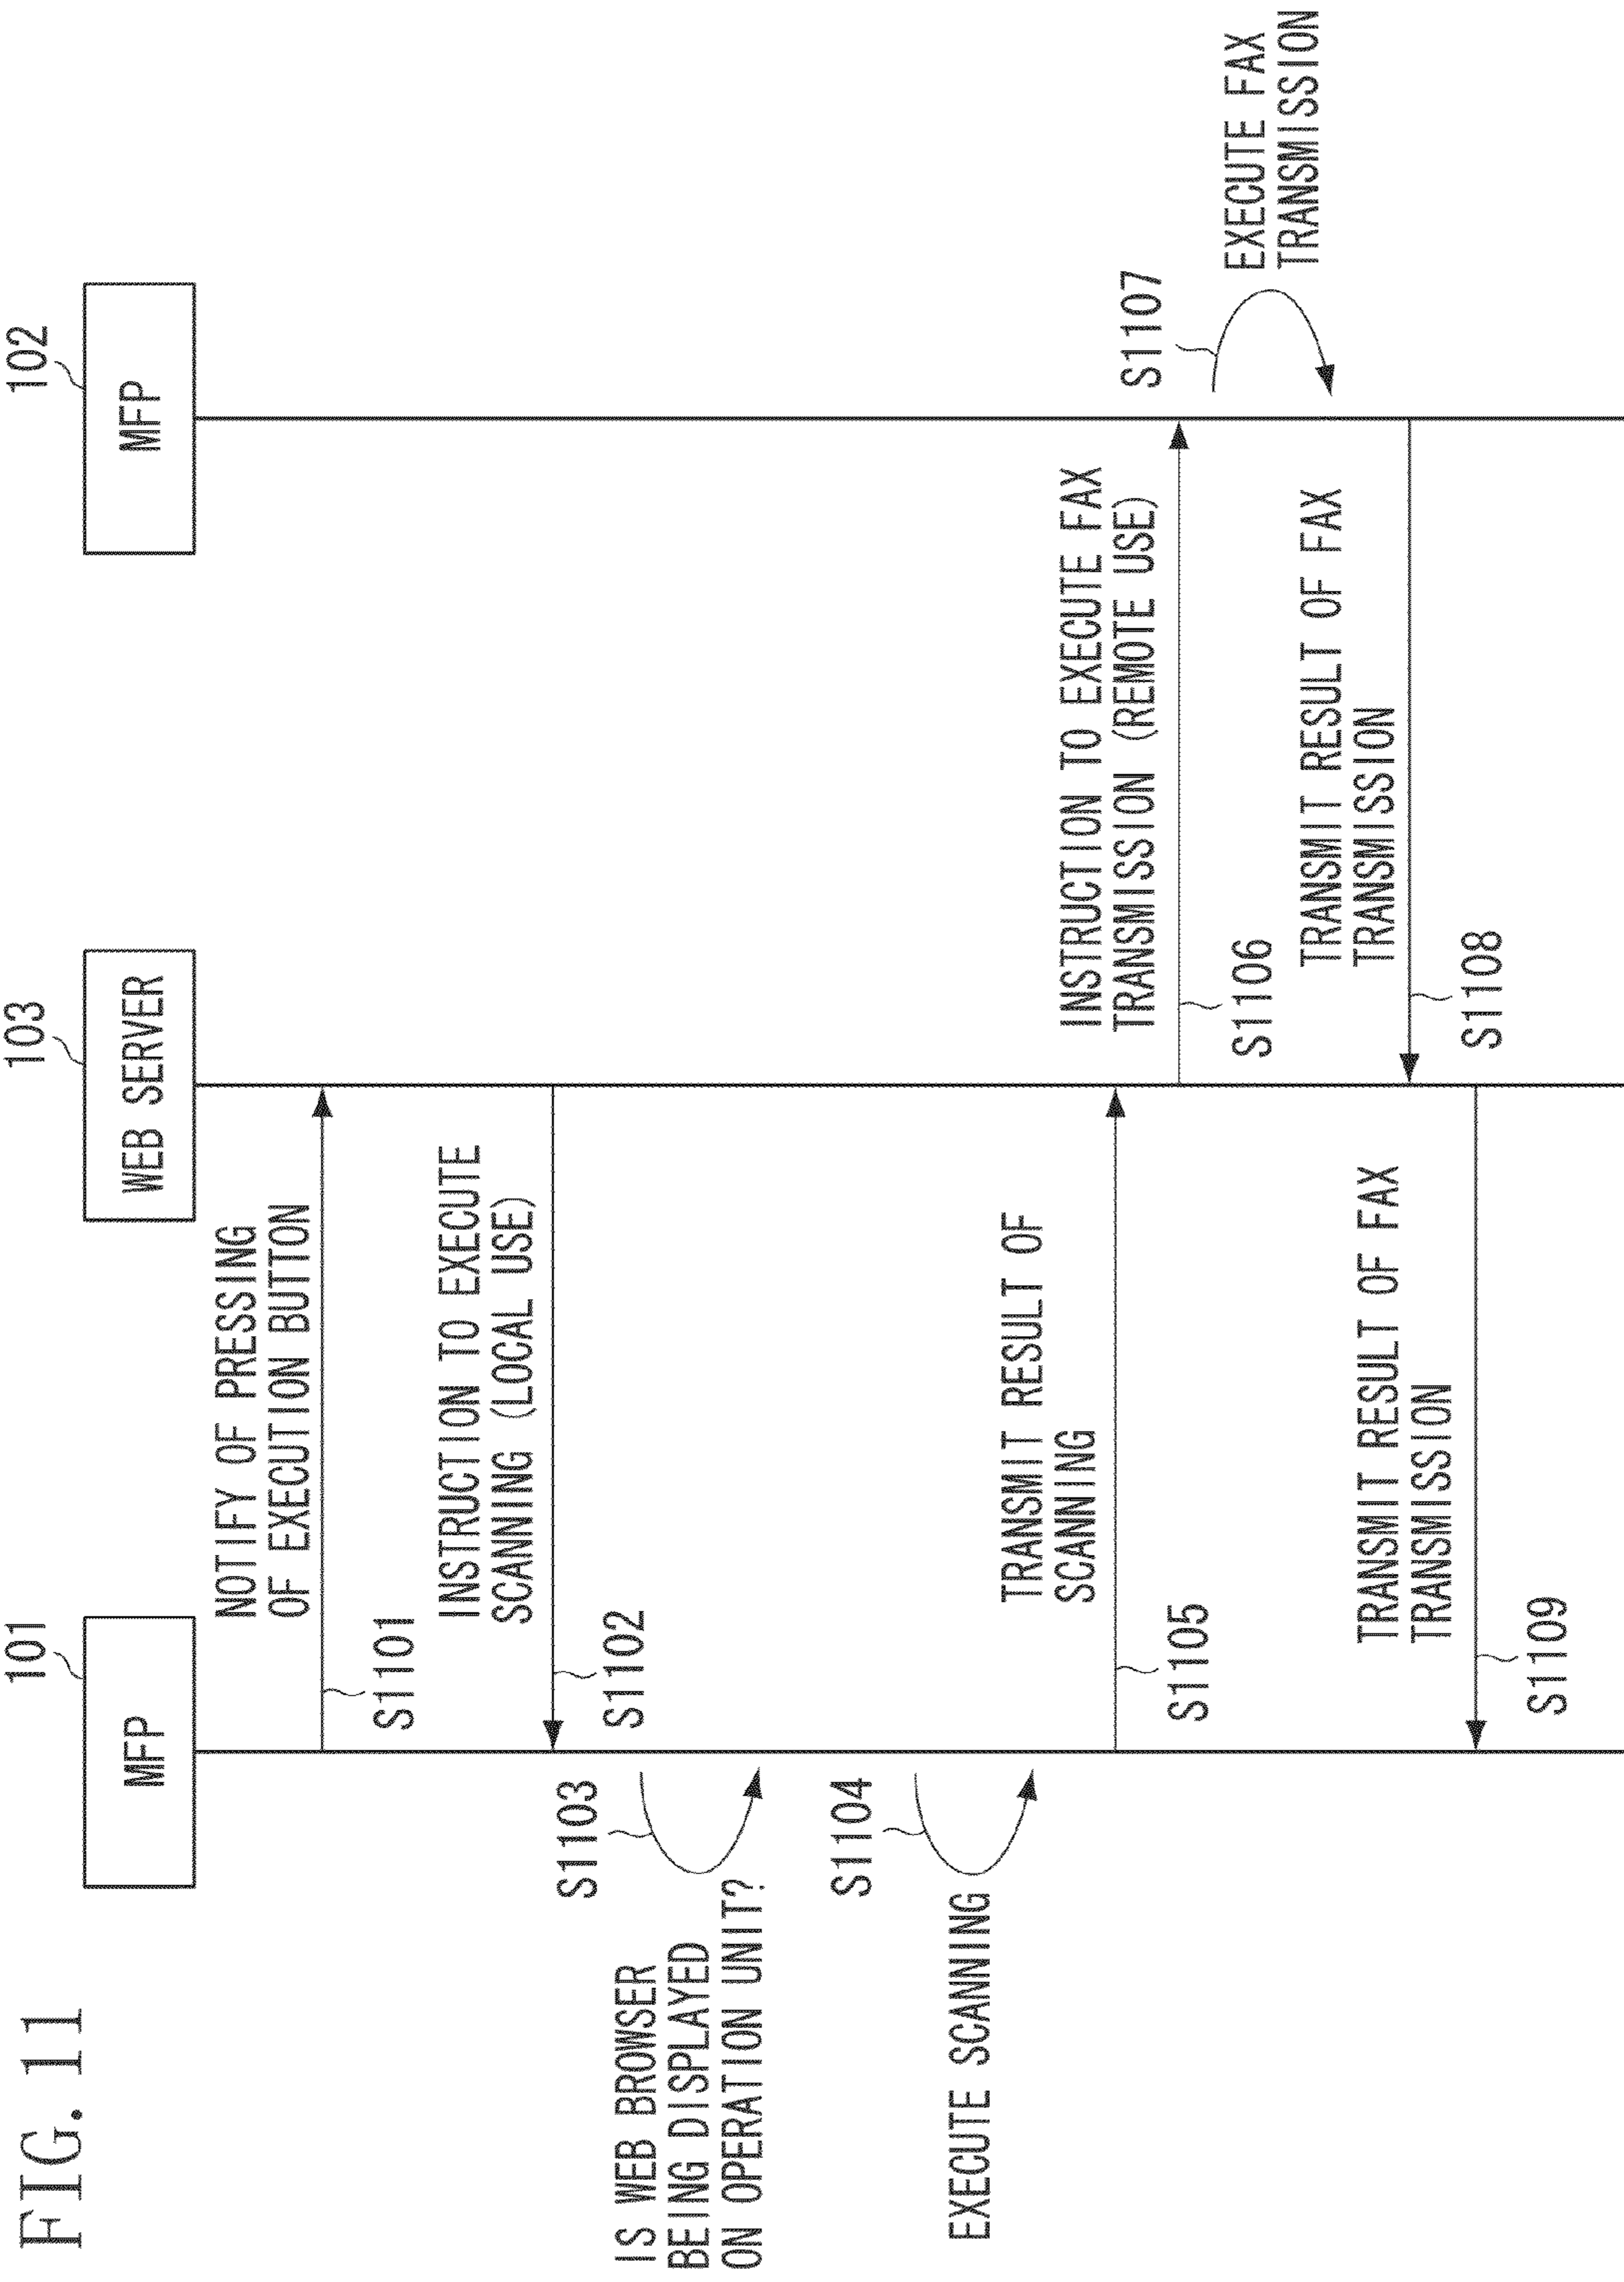 FIG. 11
101
MFP
103
WEB SERVER
102
MFP
NOTIFY OF PRESSING
OF EXECUTION BUTTON
S1101
INSTRUCTION TO EXECUTE
SCANNING (LOCAL USE)
S1102
S1103
IS WEB BROWSER
BEING DISPLAYED
ON OPERATION UNIT?
S1104
EXECUTE SCANNING
TRANSMIT RESULT OF
SCANNING
S1105
INSTRUCTION TO EXECUTE FAX
TRANSMISSION (REMOTE USE)
S1106
S1107
EXECUTE FAX
TRANSMISSION
TRANSMIT RESULT OF FAX
TRANSMISSION
S1108
TRANSMIT RESULT OF FAX
TRANSMISSION
S1109